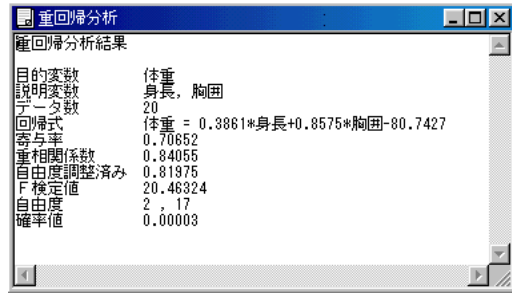 重回帰分析
重回帰分析結果
目的変数 体重
説明変数 身長, 胸囲
データ数 20
回帰式 体重 = 0.3861*身長+0.8575*胸囲-80.7427
寄与率 0.70652
重相関係数 0.84055
自由度調整済み 0.81975
F検定値 20.46324
自由度 2 , 17
確率値 0.00003